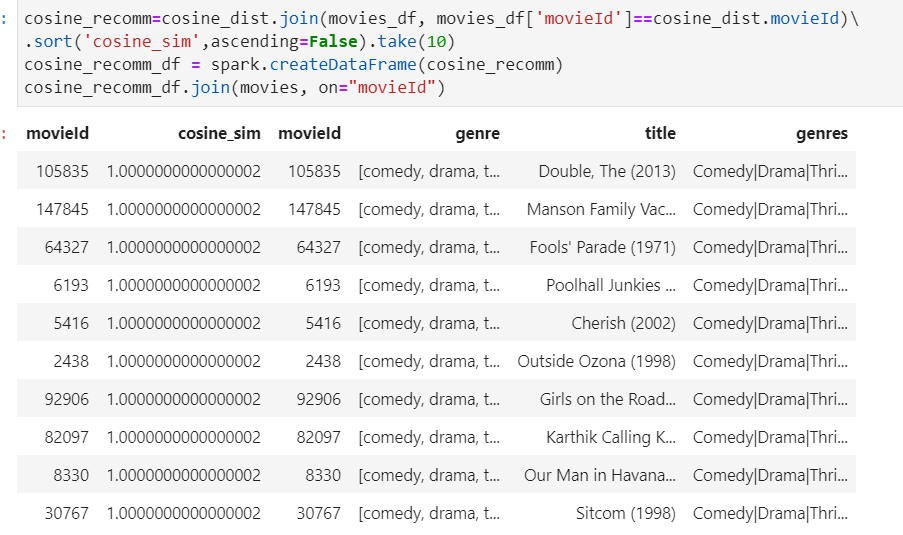 : cosine_recomm=cosine_dist.join(movies_df, movies_df['movieId']==cosine_dist.movieId)\
.sort('cosine_sim',ascending=False).take(10)
cosine_recomm_df = spark.createDataFrame(cosine_recomm)
cosine_recomm_df.join(movies, on="movieId")
: movieId cosine_sim movieId genre title genres
105835 1.0000000000000002 105835 [comedy, drama, t... Double, The (2013) Comedy|Drama|Thri...
147845 1.0000000000000002 147845 [comedy, drama, t... Manson Family Vac... Comedy|Drama|Thri...
64327 1.0000000000000002 64327 [comedy, drama, t... Fools' Parade (1971) Comedy|Drama|Thri...
6193 1.0000000000000002 6193 [comedy, drama, t... Poolhall Junkies ... Comedy|Drama|Thri...
5416 1.0000000000000002 5416 [comedy, drama, t... Cherish (2002) Comedy|Drama|Thri...
2438 1.0000000000000002 2438 [comedy, drama, t... Outside Ozona (1998) Comedy|Drama|Thri...
92906 1.0000000000000002 92906 [comedy, drama, t... Girls on the Road... Comedy|Drama|Thri...
82097 1.0000000000000002 82097 [comedy, drama, t... Karthik Calling K... Comedy|Drama|Thri...
8330 1.0000000000000002 8330 [comedy, drama, t... Our Man in Havana... Comedy|Drama|Thri...
30767 1.0000000000000002 30767 [comedy, drama, t... Sitcom (1998) Comedy|Drama|Thri...